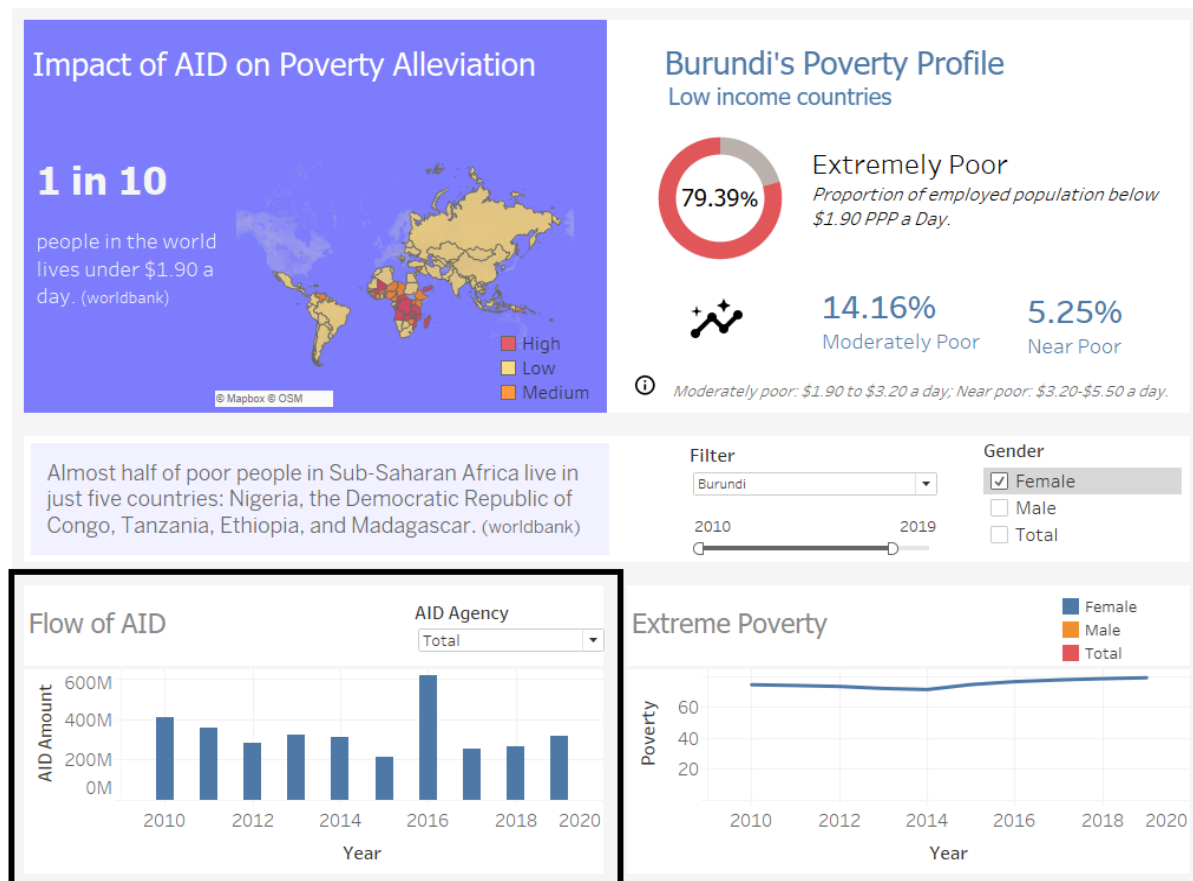 Impact of AID on Poverty Alleviation
1 in 10
people in the world
lives under $1.90 a
day. (worldbank)
High
Low
Medium
© Mapbox © OSM
Burundi's Poverty Profile
Low income countries
79.39%
Extremely Poor
Proportion of employed population below
$1.90 PPP a Day.
14.16%
Moderately Poor
5.25%
Near Poor
Moderately poor: $1.90 to $3.20 a day; Near poor: $3.20-$5.50 a day.
Almost half of poor people in Sub-Saharan Africa live in
just five countries: Nigeria, the Democratic Republic of
Congo, Tanzania, Ethiopia, and Madagascar. (worldbank)
Filter
Burundi
2010 2019
Gender
Female
Male
Total
Flow of AID
AID Agency
Total
AID Amount
600M
400M
200M
0M
2010 2012 2014 2016 2018 2020
Year
Extreme Poverty
Female
Male
Total
Poverty
60
40
20
2010 2012 2014 2016 2018 2020
Year